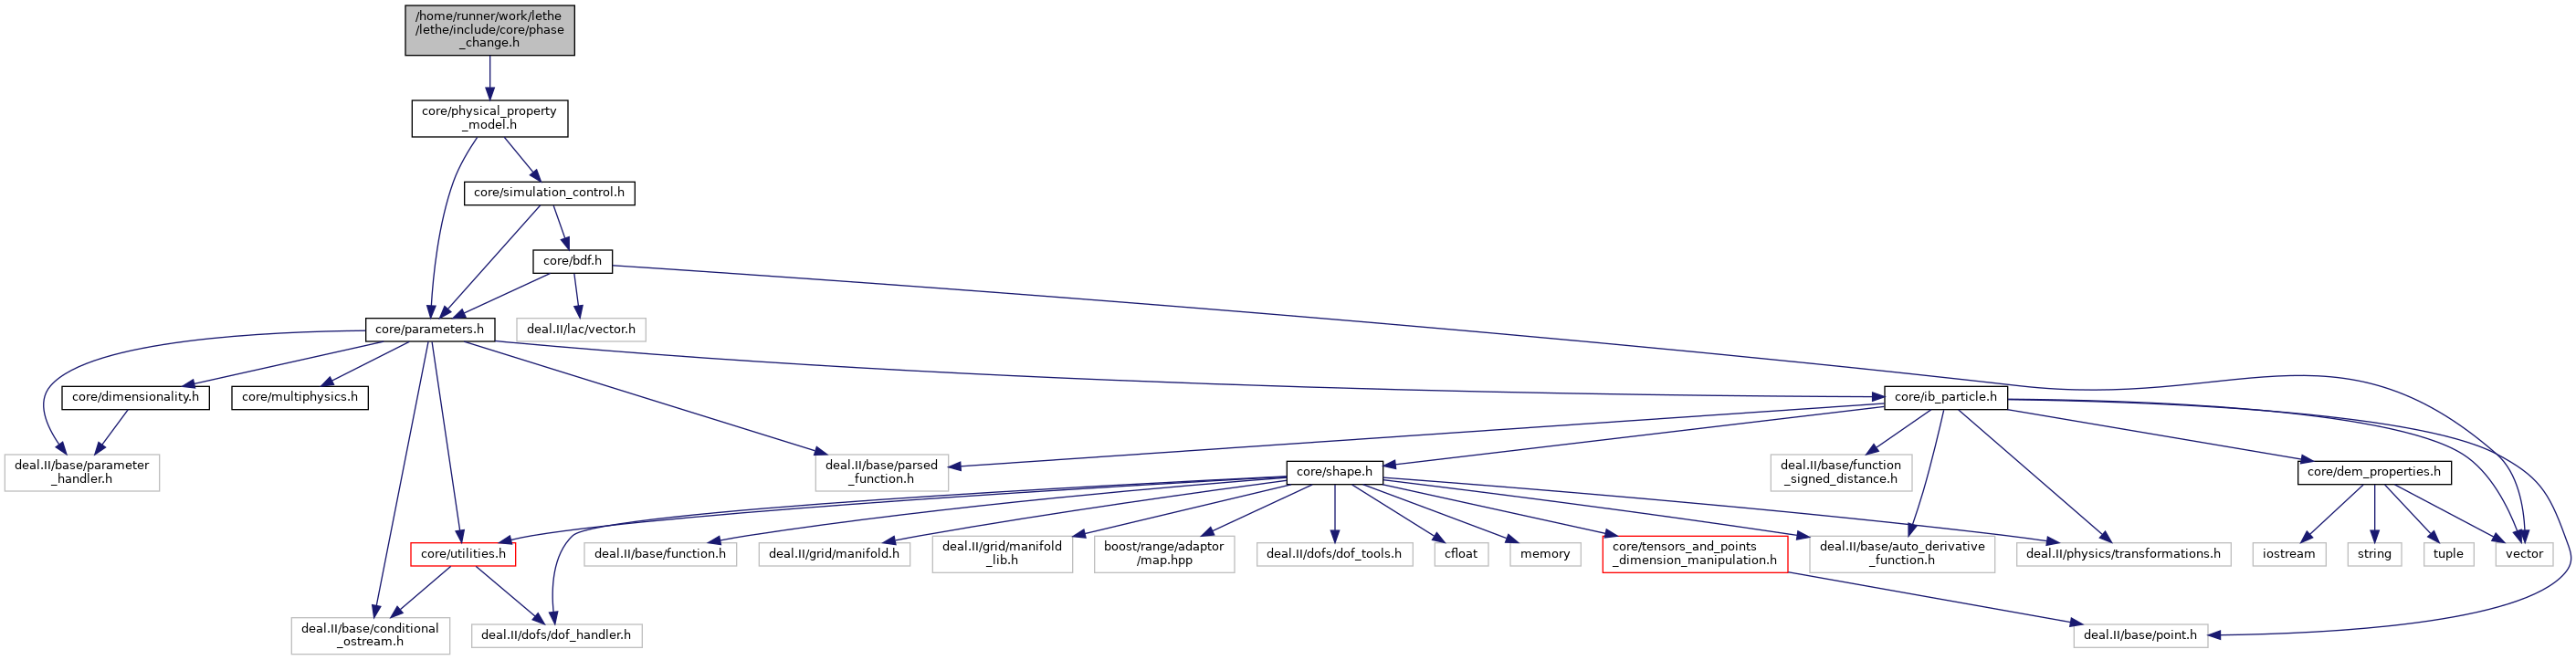 /home/runner/work/lethe
/lethe/include/core/phase
_change.h
core/physical_property
_model.h
core/simulation_control.h
core/bdf.h
core/parameters.h
deal.II/lac/vector.h
core/dimensionality.h
core/multiphysics.h
core/ib_particle.h
deal.II/base/parameter
_handler.h
deal.II/base/parsed
_function.h
core/shape.h
deal.II/base/function
_signed_distance.h
core/dem_properties.h
core/utilities.h
deal.II/base/function.h
deal.II/grid/manifold.h
deal.II/grid/manifold
_lib.h
boost/range/adaptor
/map.hpp
deal.II/dofs/dof_tools.h
cfloat
memory
core/tensors_and_points
_dimension_manipulation.h
deal.II/base/auto_derivative
_function.h
deal.II/physics/transformations.h
iostream
string
tuple
vector
deal.II/base/conditional
_ostream.h
deal.II/dofs/dof_handler.h
deal.II/base/point.h